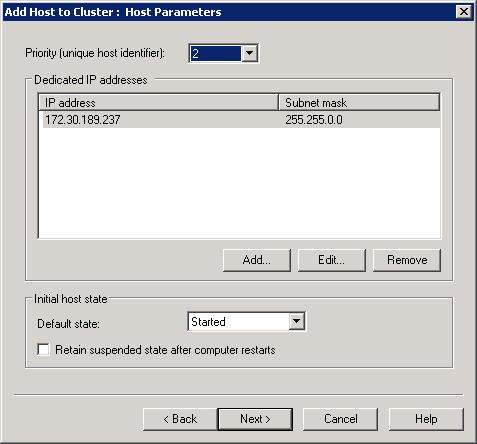 Add Host to Cluster : Host Parameters
Priority (unique host identifier): 2
Dedicated IP addresses
IP address Subnet mask
172.30.189.237 255.255.0.0
Add... Edit... Remove
Initial host state
Default state: Started
Retain suspended state after computer restarts
< Back Next > Cancel Help